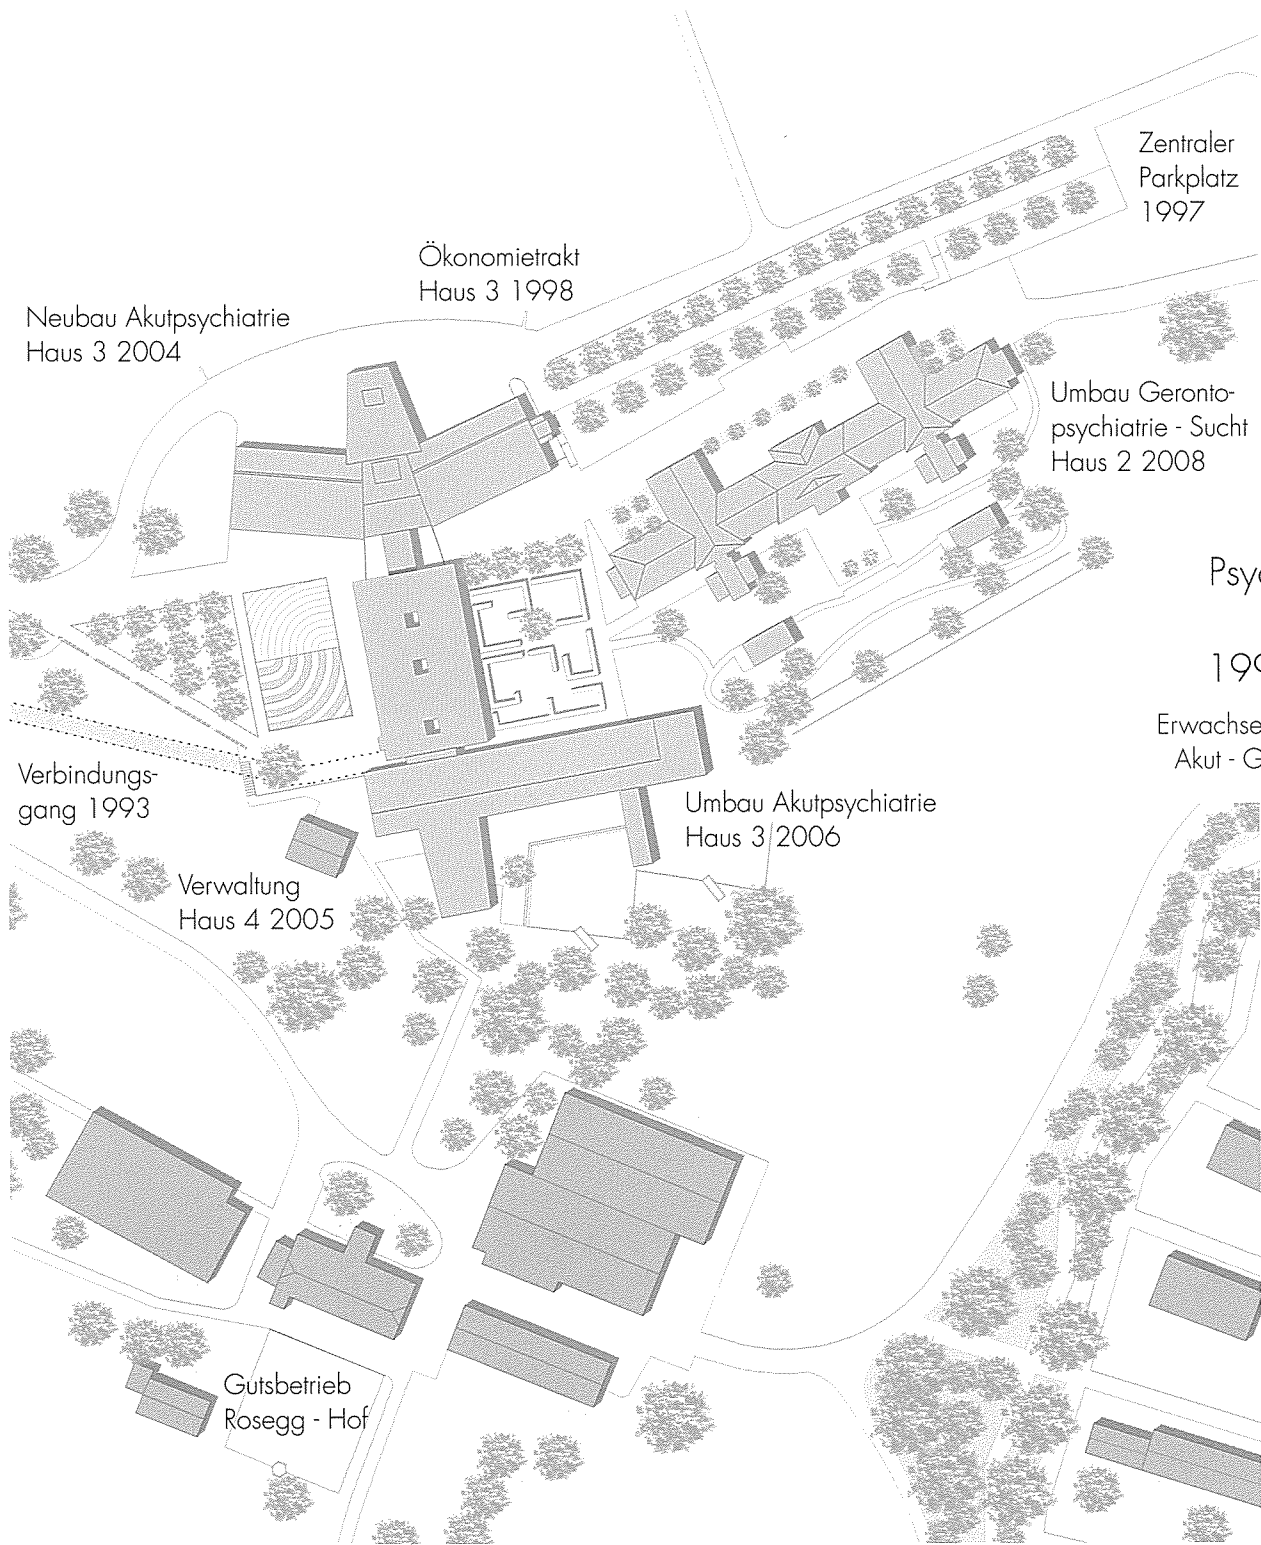 Zentraler
Parkplatz
1997
Ökonomietrakt
Haus 3 1998
Neubau Akutpsychiatrie
Haus 3 2004
Umbau Geronto-
psychiatrie - Sucht
Haus 2 2008
Verbindungs-
gang 1993
Umbau Akutpsychiatrie
Haus 3 2006
Verwaltung
Haus 4 2005
Akut - G
Gutsbetrieb
Rosegg - Hof